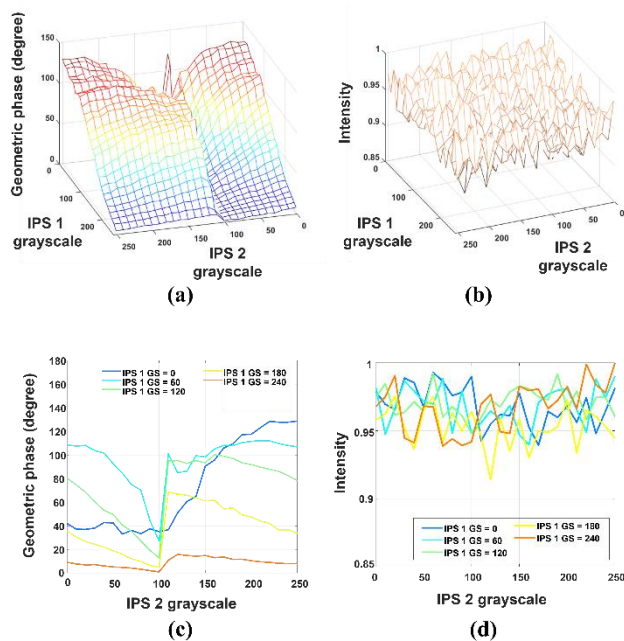 Geometric phase (degree)
150
100
50
0
0
100
200
IPS 1
grayscale
250
200
150
100
50
0
IPS 2
grayscale
(a)
Intensity
1
0.95
0.9
0.85
0
100
200
IPS 1
grayscale
250
200
150
100
50
0
IPS 2
grayscale
(b)
Geometric phase (degree)
180
160
140
120
100
80
60
40
20
0
IPS 1 GS = 0
IPS 1 GS = 60
IPS 1 GS = 120
IPS 1 GS = 180
IPS 1 GS = 240
0
50
100
150
200
250
IPS 2 grayscale
(c)
Intensity
1
0.95
0.9
0.85
IPS 1 GS = 0
IPS 1 GS = 60
IPS 1 GS = 120
IPS 1 GS = 180
IPS 1 GS = 240
0
50
100
150
200
250
IPS 2 grayscale
(d)